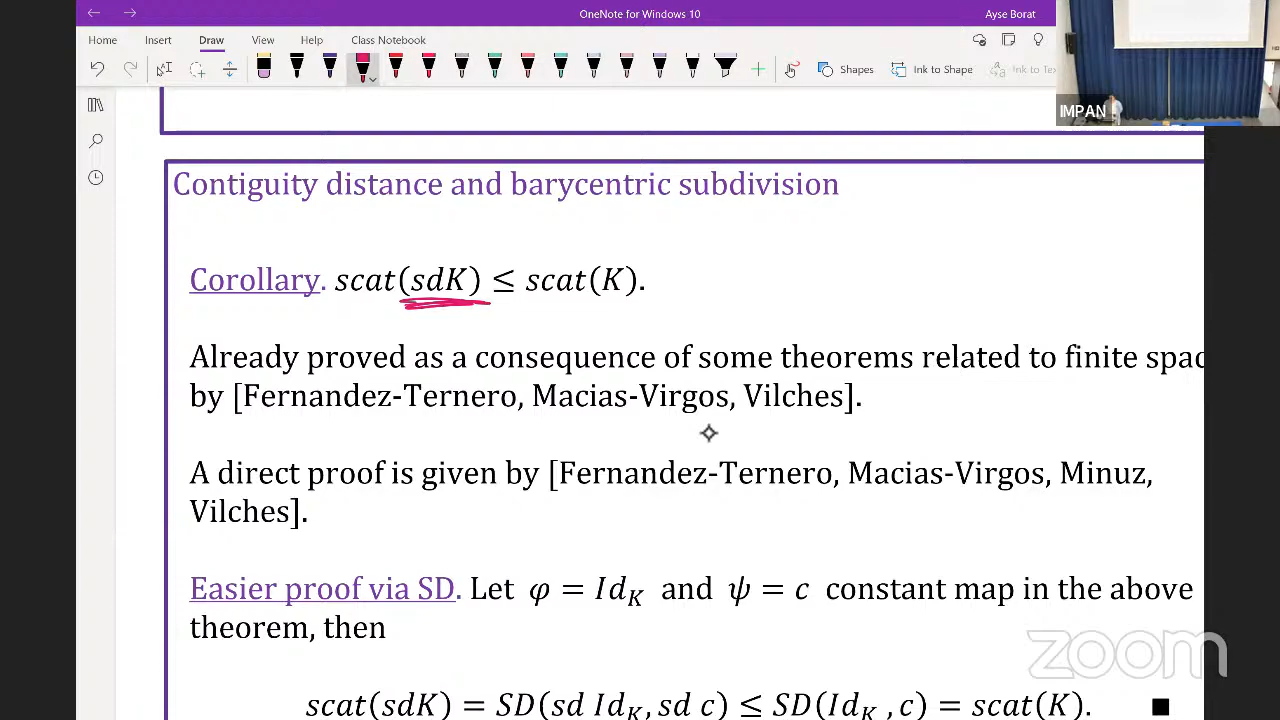 OneNote for Windows 10
Ayse Borat
Home Insert Draw View Help Class Notebook
Shapes Ink to Shape Ink to Tex
IMPAN
Contiguity distance and barycentric subdivision
Corollary. scat(sdK) ≤ scat(K).
Already proved as a consequence of some theorems related to finite spac
by [Fernandez-Ternero, Macias-Virgos, Vilches].
A direct proof is given by [Fernandez-Ternero, Macias-Virgos, Minuz,
Vilches].
Easier proof via SD. Let φ = Id_K and ψ = c constant map in the above
theorem, then
scat(sdK) = SD(sd Id_K, sd c) ≤ SD(Id_K , c) = scat(K). ■
zoom